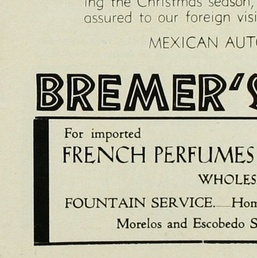 ing the Christmas season,
assured to our foreign visi
MEXICAN AUT
BREMER'S
For imported
FRENCH PERFUMES
WHOLES
FOUNTAIN SERVICE. Hom
Morelos and Escobedo S